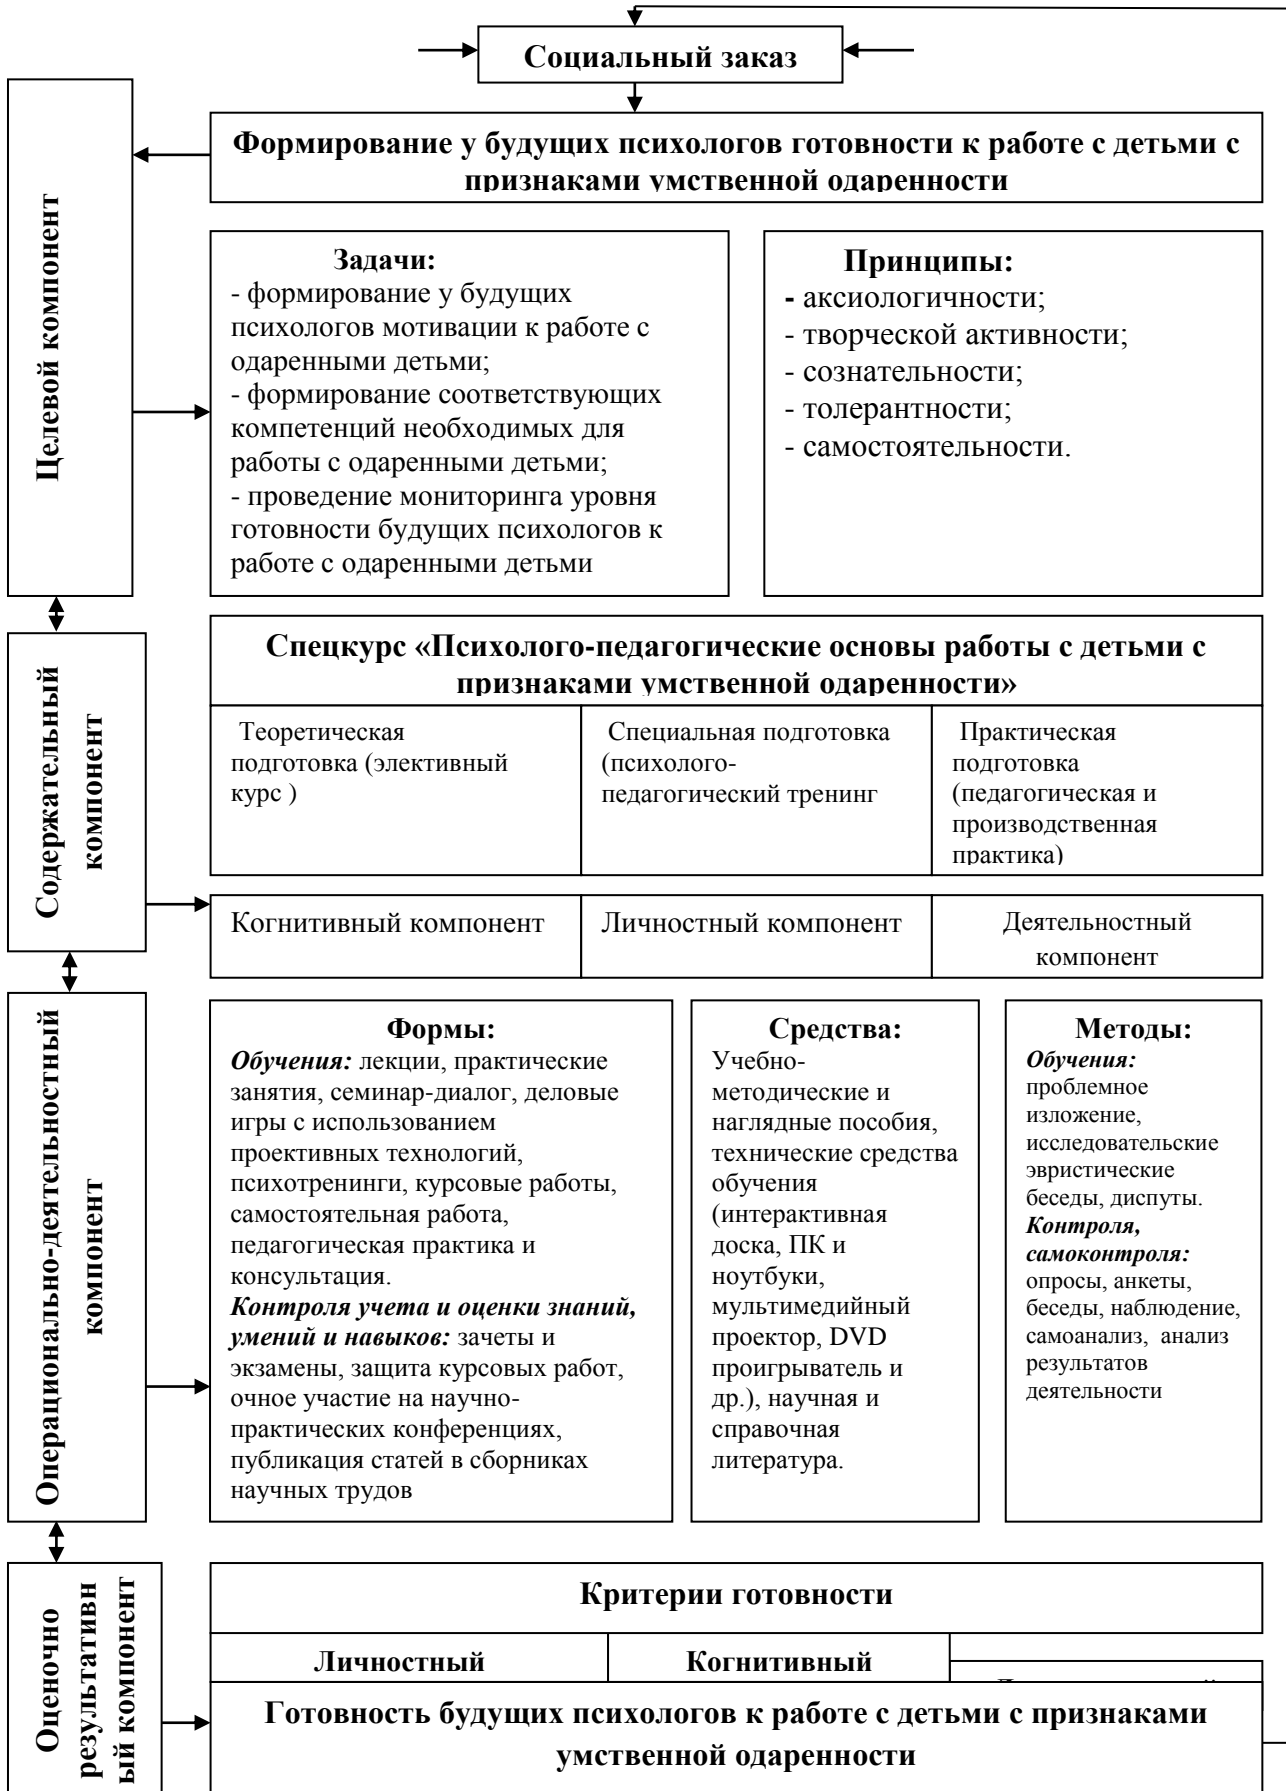 Социальный заказ
Целевой компонент
Формирование у будущих психологов готовности к работе с детьми с
признаками умственной одаренности
Задачи:
- формирование у будущих
психологов мотивации к работе с
одаренными детьми;
- формирование соответствующих
компетенций необходимых для
работы с одаренными детьми;
- проведение мониторинга уровня
готовности будущих психологов к
работе с одаренными детьми
Принципы:
- аксиологичности;
- творческой активности;
- сознательности;
- толерантности;
- самостоятельности.
Содержательный
компонент
Спецкурс «Психолого-педагогические основы работы с детьми с
признаками умственной одаренности»
Теоретическая
подготовка (элективный
курс )
Специальная подготовка
(психолого-
педагогический тренинг
Практическая
подготовка
(педагогическая и
производственная
практика)
Когнитивный компонент
Личностный компонент
Деятельностный
компонент
Операционально-деятельностный
компонент
Формы:
Обучения: лекции, практические
занятия, семинар-диалог, деловые
игры с использованием
проективных технологий,
психотренинги, курсовые работы,
самостоятельная работа,
педагогическая практика и
консультация.
Контроля учета и оценки знаний,
умений и навыков: зачеты и
экзамены, защита курсовых работ,
очное участие на научно-
практических конференциях,
публикация статей в сборниках
научных трудов
Средства:
Учебно-
методические и
наглядные пособия,
технические средства
обучения
(интерактивная
доска, ПК и
ноутбуки,
мультимедийный
проектор, DVD
проигрыватель и
др.), научная и
справочная
литература.
Методы:
Обучения:
проблемное
изложение,
исследовательские
эвристические
беседы, диспуты.
Контроля,
самоконтроля:
опросы, анкеты,
беседы, наблюдение,
самоанализ, анализ
результатов
деятельности
Оценочно
результативн
ый компонент
Критерии готовности
Личностный
Когнитивный
Готовность будущих психологов к работе с детьми с признаками
умственной одаренности